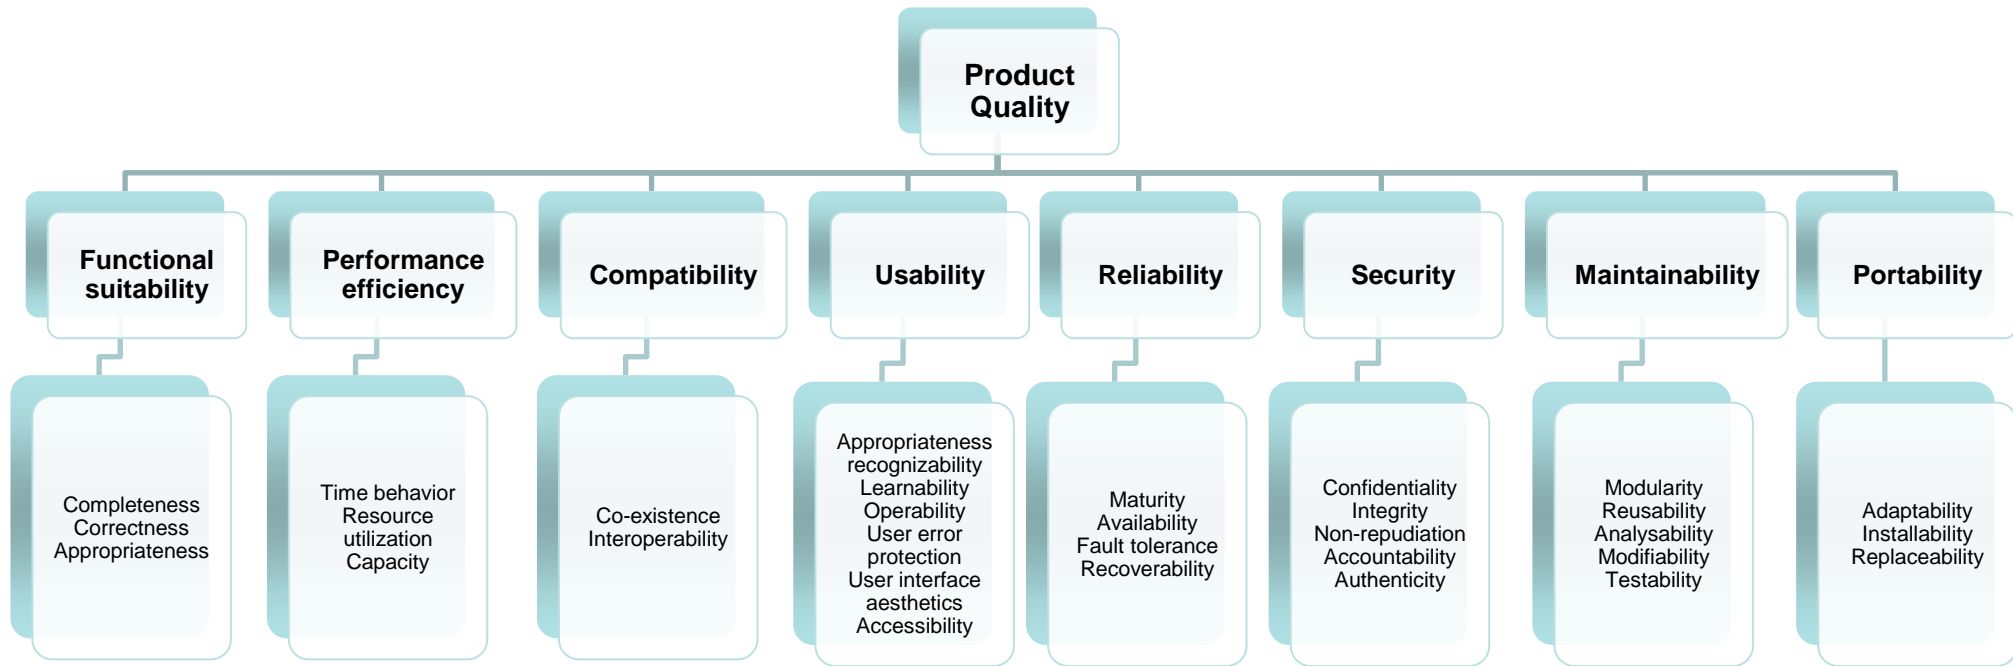 Product
Quality
Functional
suitability
Performance
efficiency
Compatibility
Usability
Reliability
Security
Maintainability
Portability
Completeness
Correctness
Appropriateness
Time behavior
Resource
utilization
Capacity
Co-existence
Interoperability
Appropriateness
recognizability
Learnability
Operability
User error
protection
User interface
aesthetics
Accessibility
Maturity
Availability
Fault tolerance
Recoverability
Confidentiality
Integrity
Non-repudiation
Accountability
Authenticity
Modularity
Reusability
Analysability
Modifiability
Testability
Adaptability
Installability
Replaceability